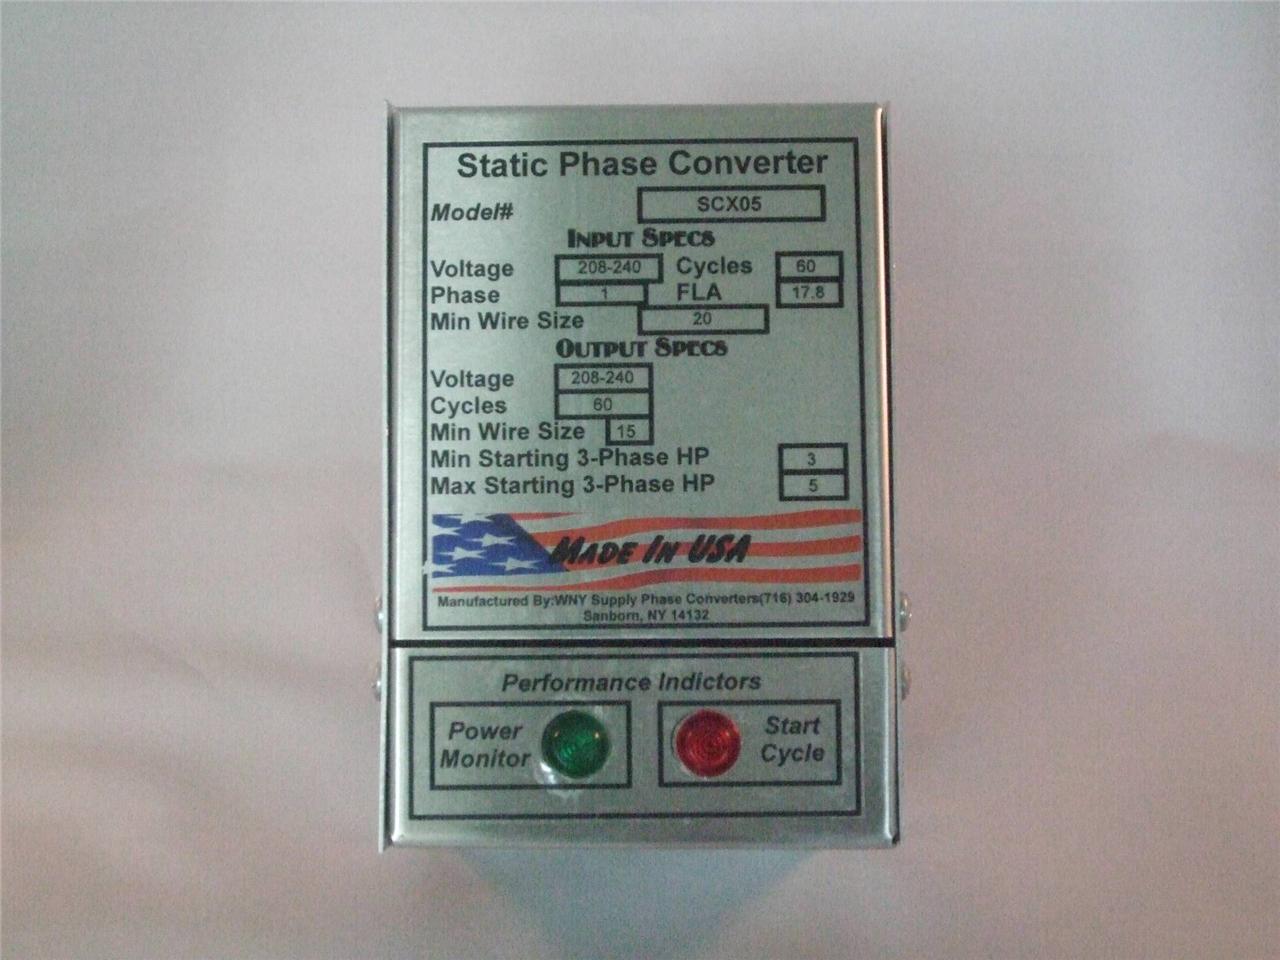 Static Phase Converter
Model# SCX05
INPUT SPECS
Voltage 208-240 Cycles 60
Phase 1 FLA 17.8
Min Wire Size 20
OUTPUT SPECS
Voltage 208-240
Cycles 60
Min Wire Size 15
Min Starting 3-Phase HP 3
Max Starting 3-Phase HP 5
MADE IN USA
Manufactured By:WNY Supply Phase Converters(716) 304-1929
Sanborn, NY 14132
Performance Indictors
Power Monitor
Start Cycle